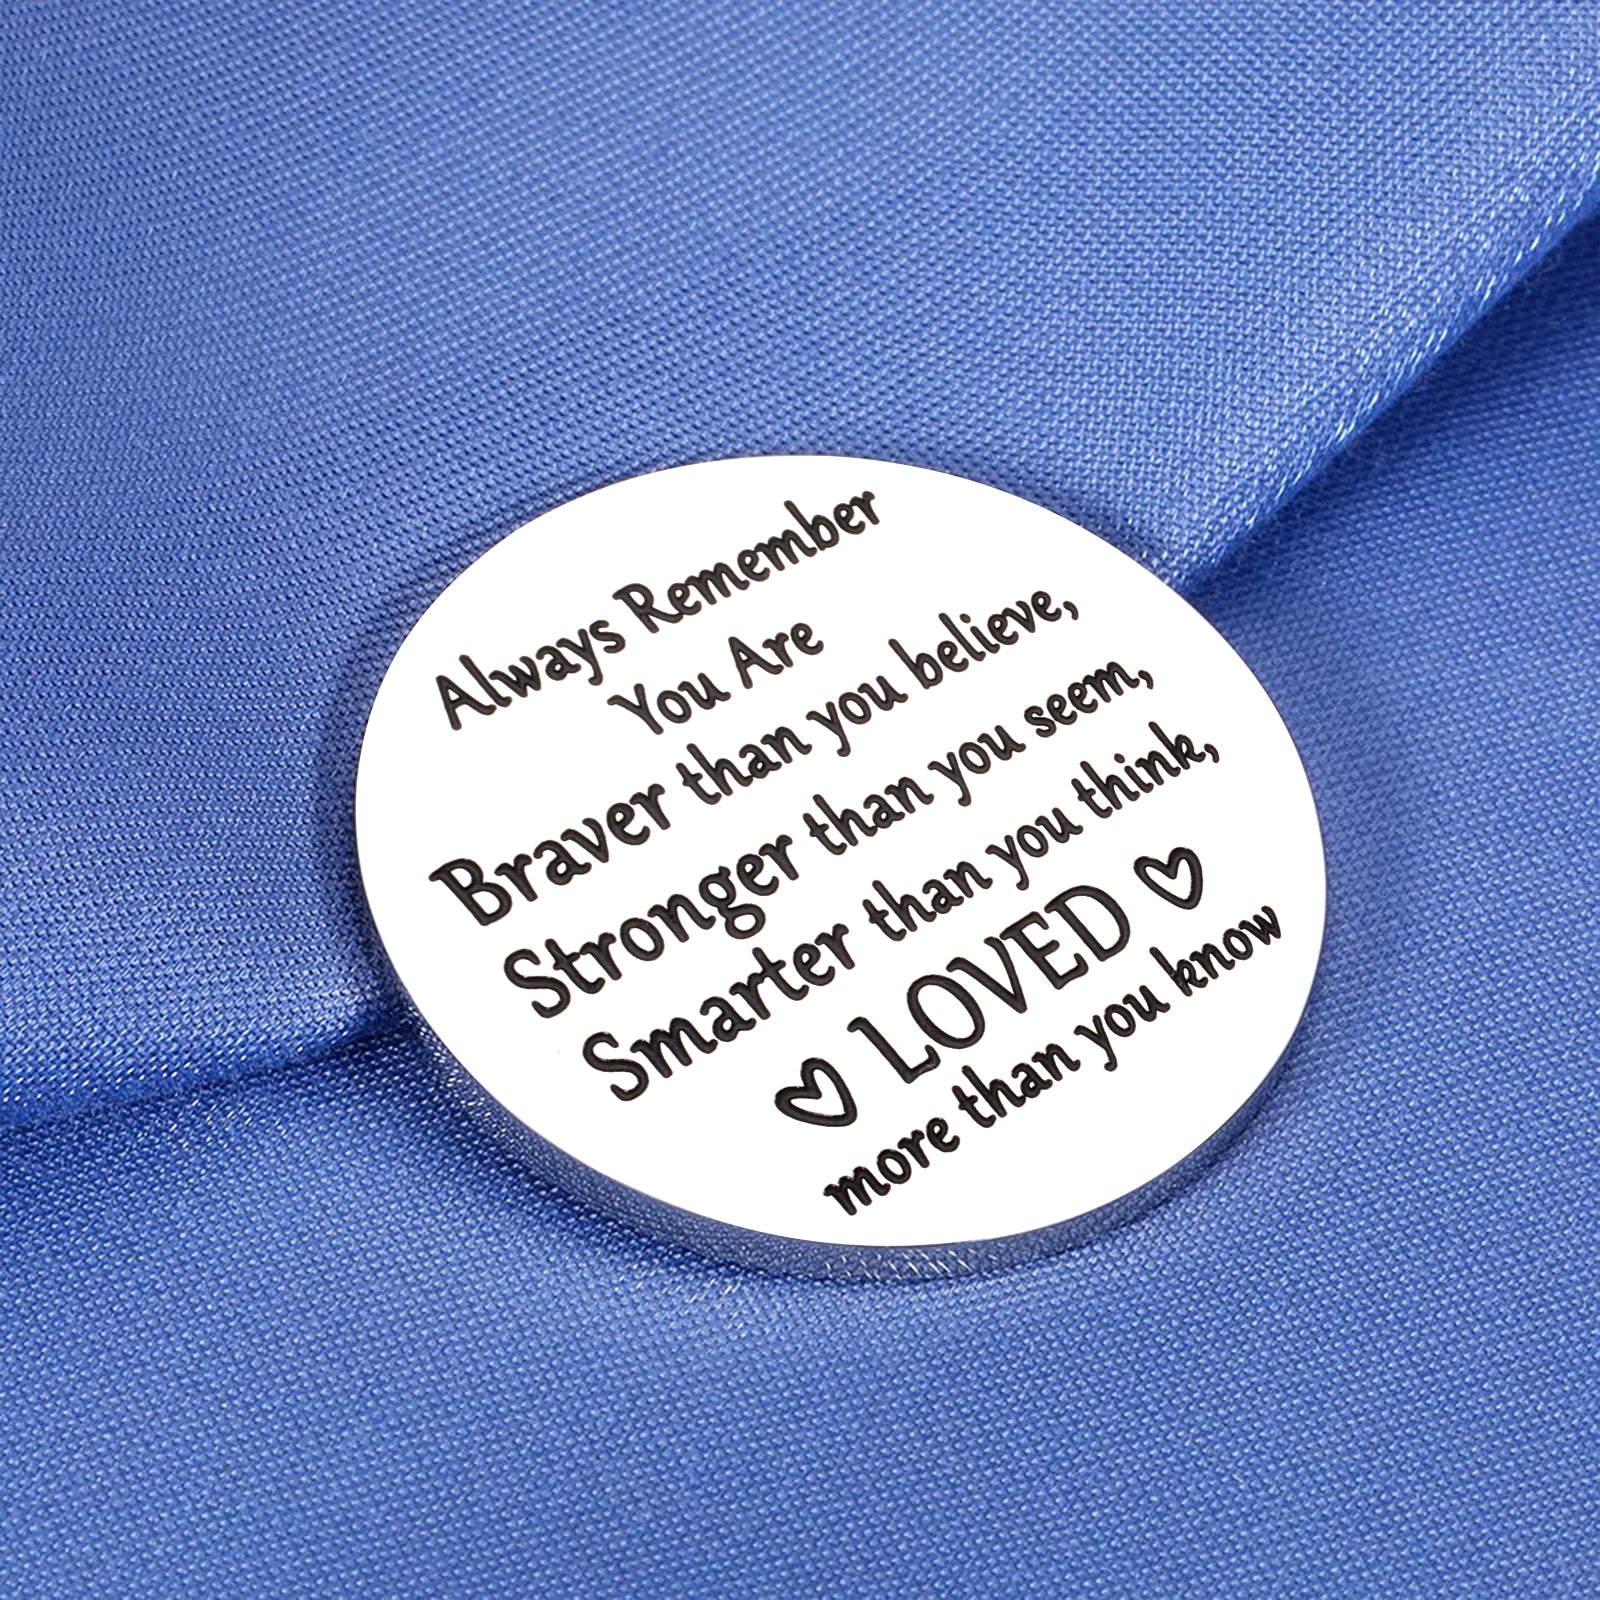 Always Remember
You Are
Braver than you believe,
Stronger than you seem,
Smarter than you think,
♡ LOVED ♡
more than you know